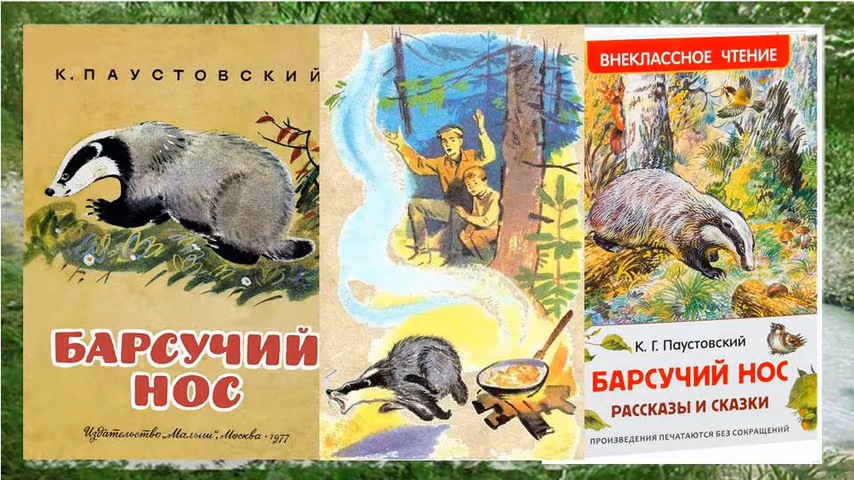 К. ПАУСТОВСКИЙ
БАРСУЧИЙ
НОС
Издательство „Малыш“, Москва · 1977
ВНЕКЛАССНОЕ ЧТЕНИЕ
К. Г. Паустовский
БАРСУЧИЙ НОС
РАССКАЗЫ И СКАЗКИ
ПРОИЗВЕДЕНИЯ ПЕЧАТАЮТСЯ БЕЗ СОКРАЩЕНИЙ